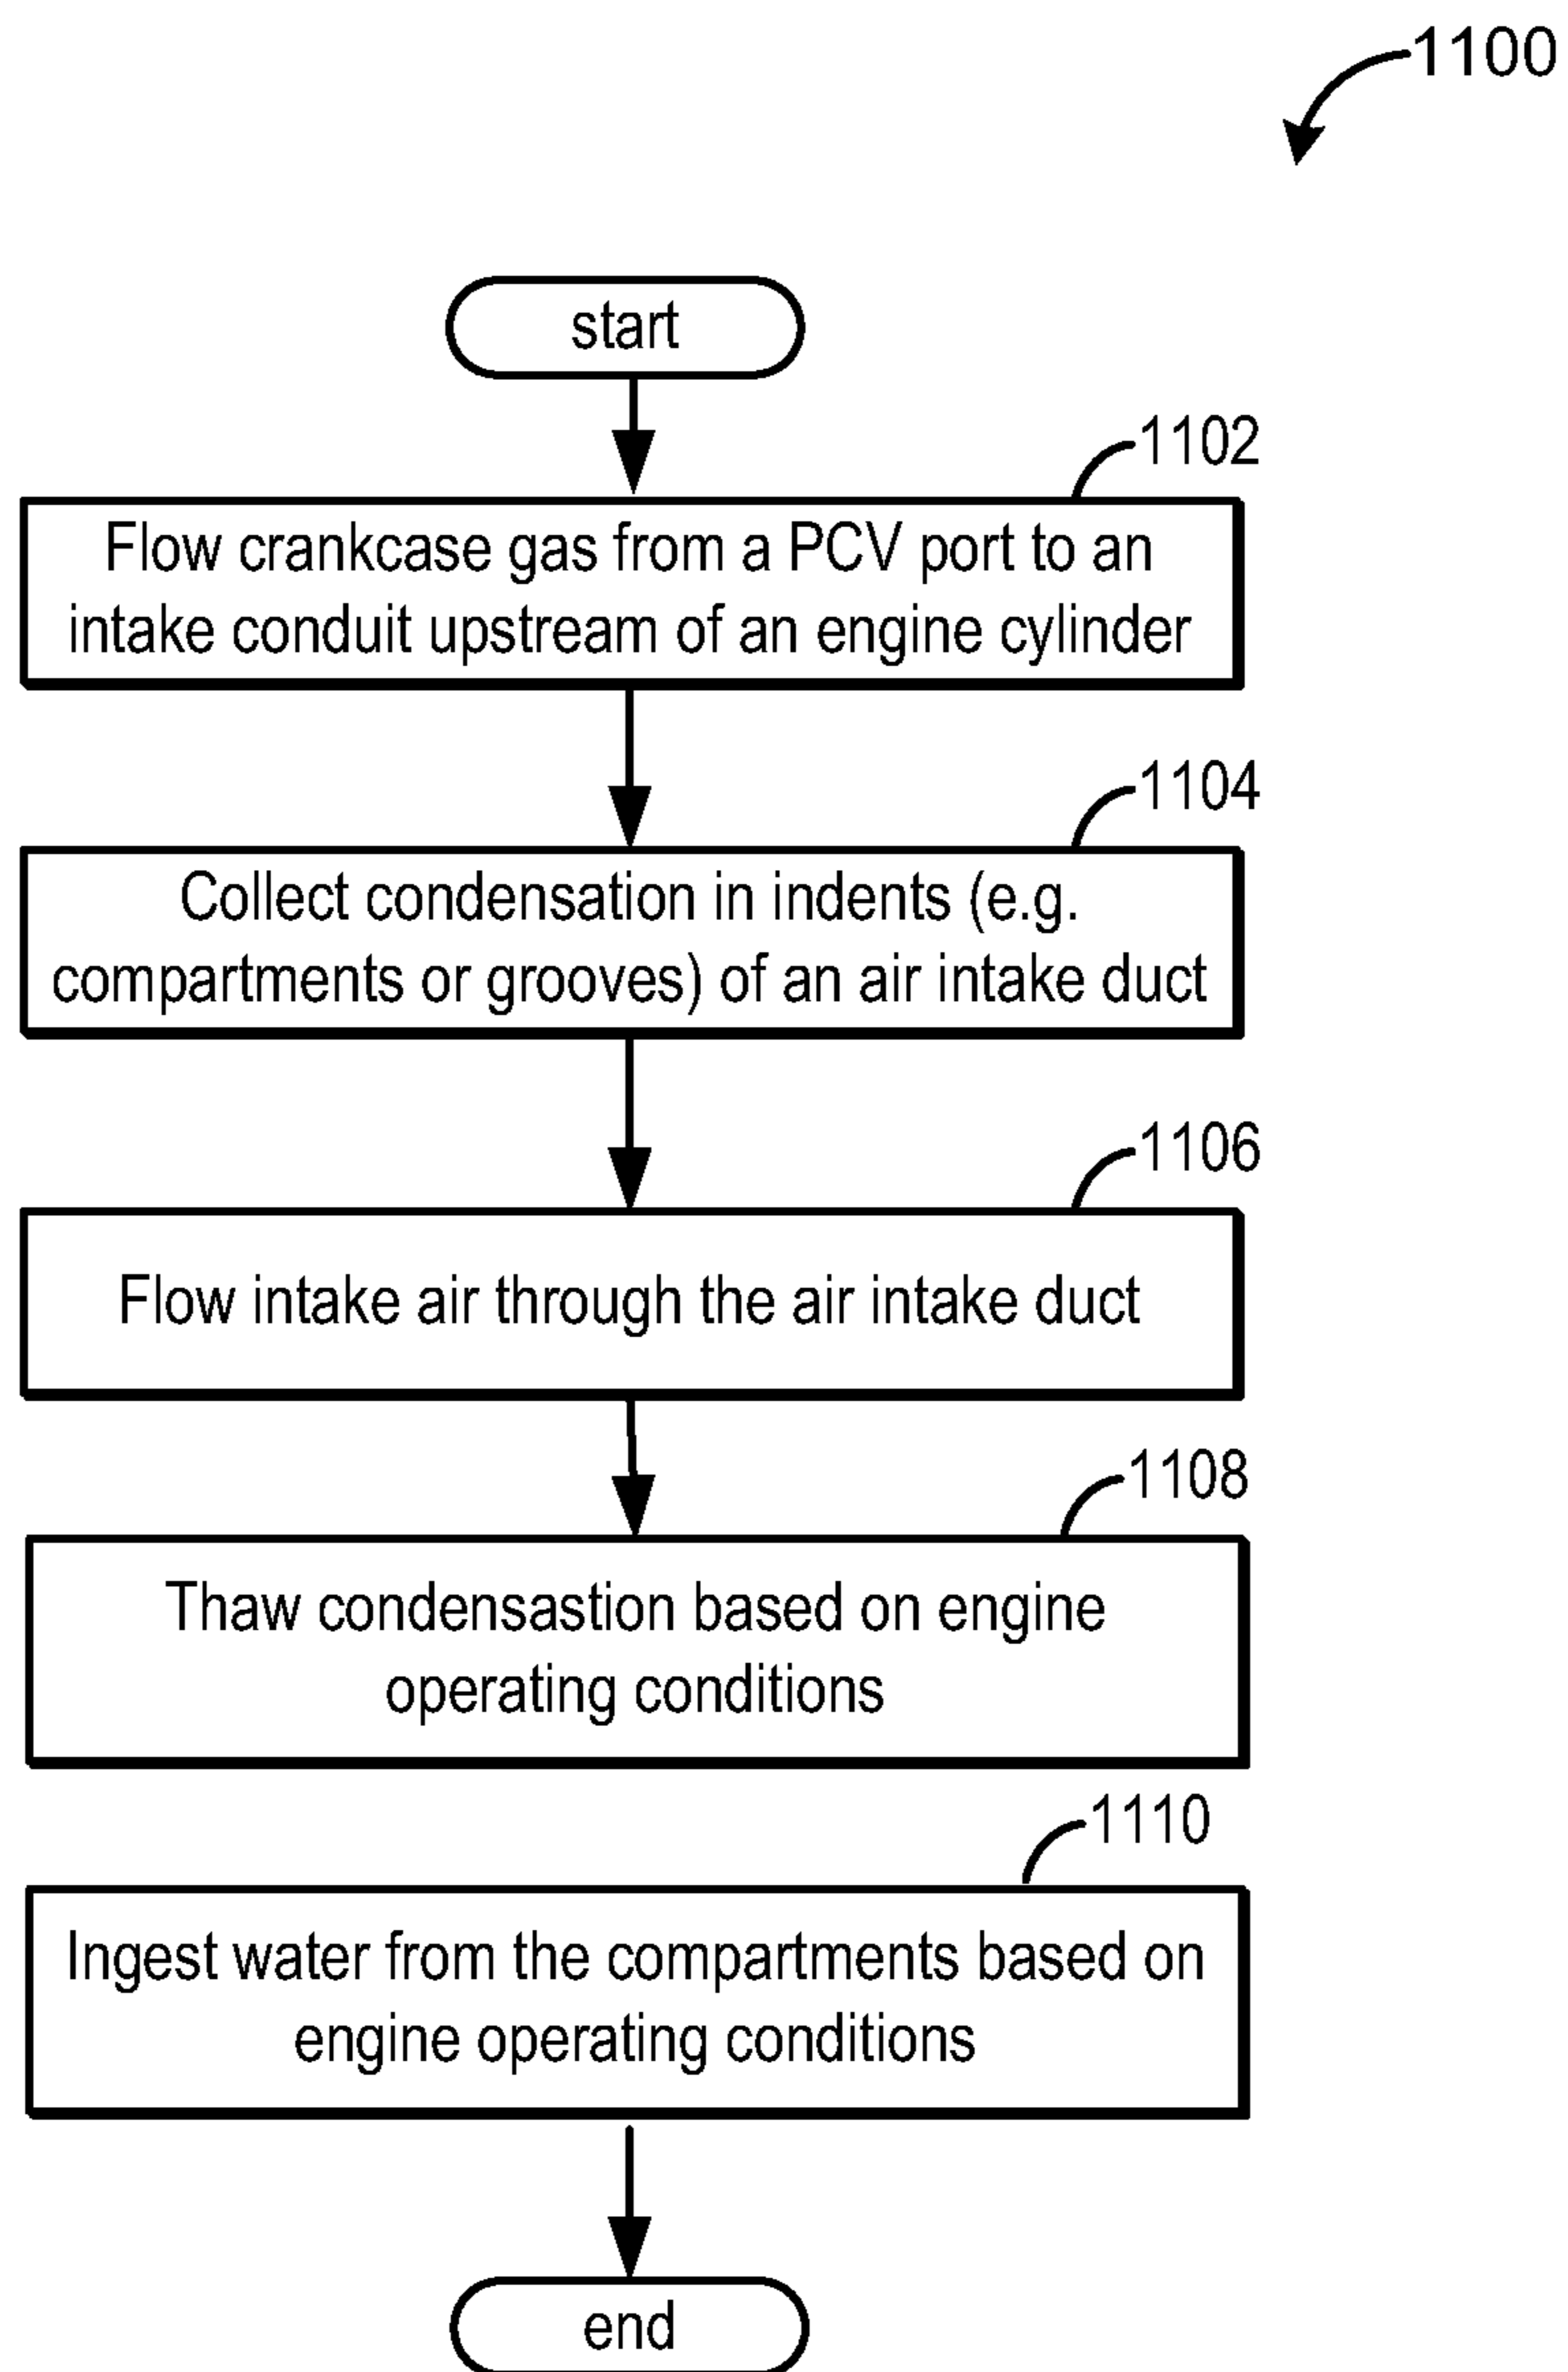 1100
start
1102
Flow crankcase gas from a PCV port to an
intake conduit upstream of an engine cylinder
1104
Collect condensation in indents (e.g.
compartments or grooves) of an air intake duct
1106
Flow intake air through the air intake duct
1108
Thaw condensastion based on engine
operating conditions
1110
Ingest water from the compartments based on
engine operating conditions
end